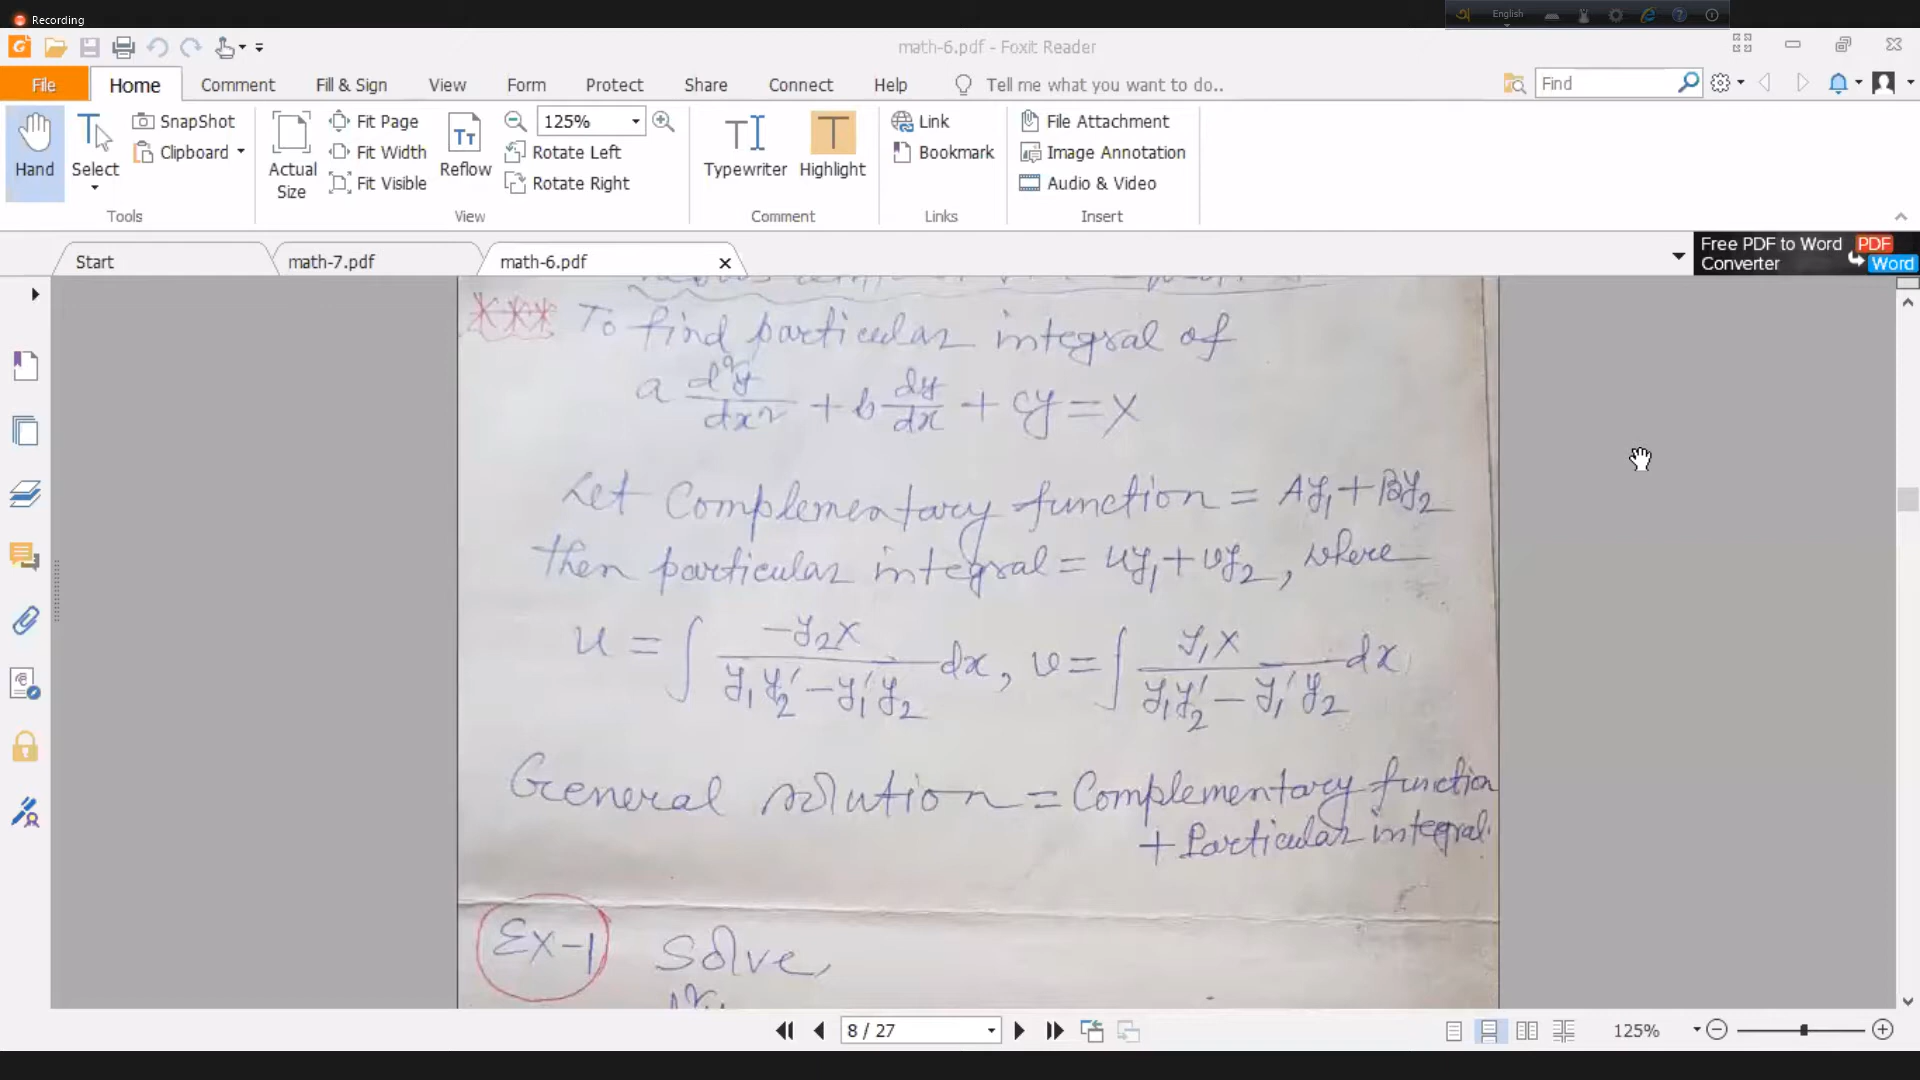 Recording
English
math-6.pdf - Foxit Reader
File Home Comment Fill & Sign View Form Protect Share Connect Help Tell me what you want to do.. Find
Hand
Select
SnapShot
Clipboard
Tools
Actual Size
Fit Page
Fit Width
Fit Visible
Reflow
125%
Rotate Left
Rotate Right
View
Typewriter
Highlight
Comment
Link
Bookmark
Links
File Attachment
Image Annotation
Audio & Video
Insert
Start math-7.pdf math-6.pdf
Free PDF to Word PDF
Converter Word
*** To find particular integral of
a d²y/dx² + b dy/dx + cy = X
Let Complementary function = Ay₁ + By₂
then particular integral = uy₁ + vy₂, where
u = ∫ -y₂X / (y₁y₂′ - y₁′y₂) dx, v = ∫ y₁X / (y₁y₂′ - y₁′y₂) dx
General solution = Complementary function
+ Particular integral.
Ex-1 Solve,
8 / 27
125%